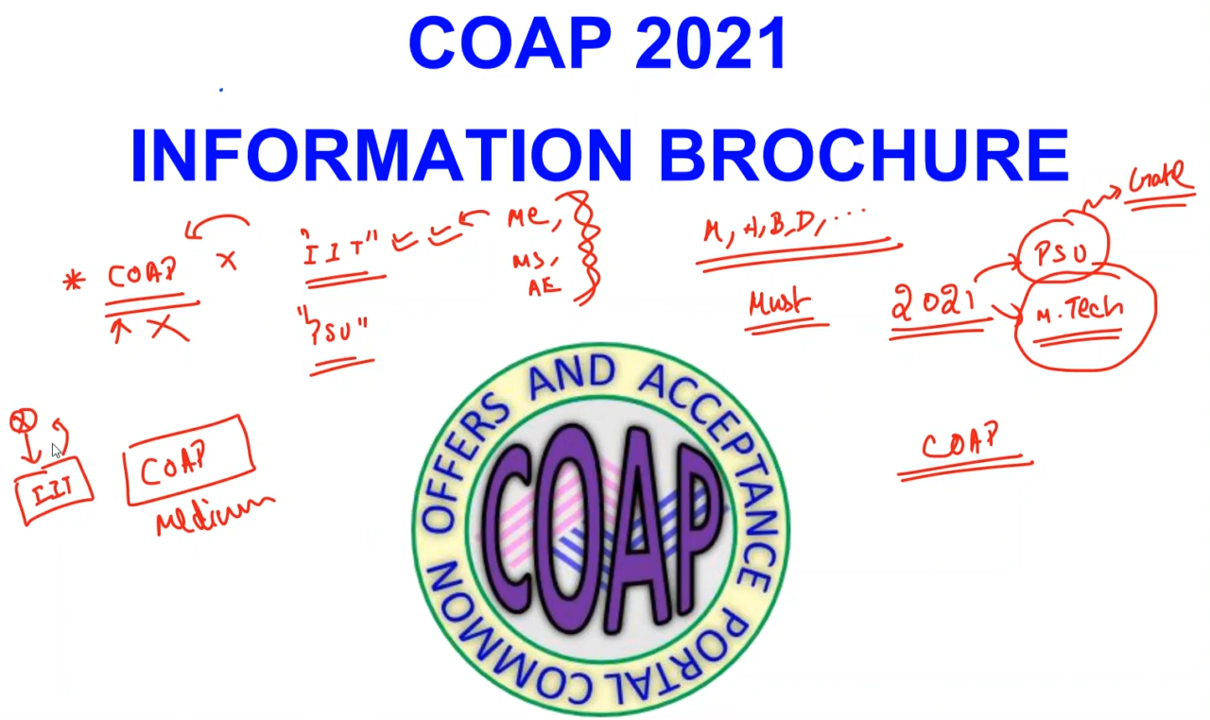 COAP 2021
INFORMATION BROCHURE
* COAP
x
"IIT"
ME,
MS,
AE
"PSU"
M, A, B, D, ...
Must
2021
PSU
Gate
M.Tech
COMMON OFFERS AND ACCEPTANCE PORTAL
COAP
x
IIT
COAP
Medium
COAP